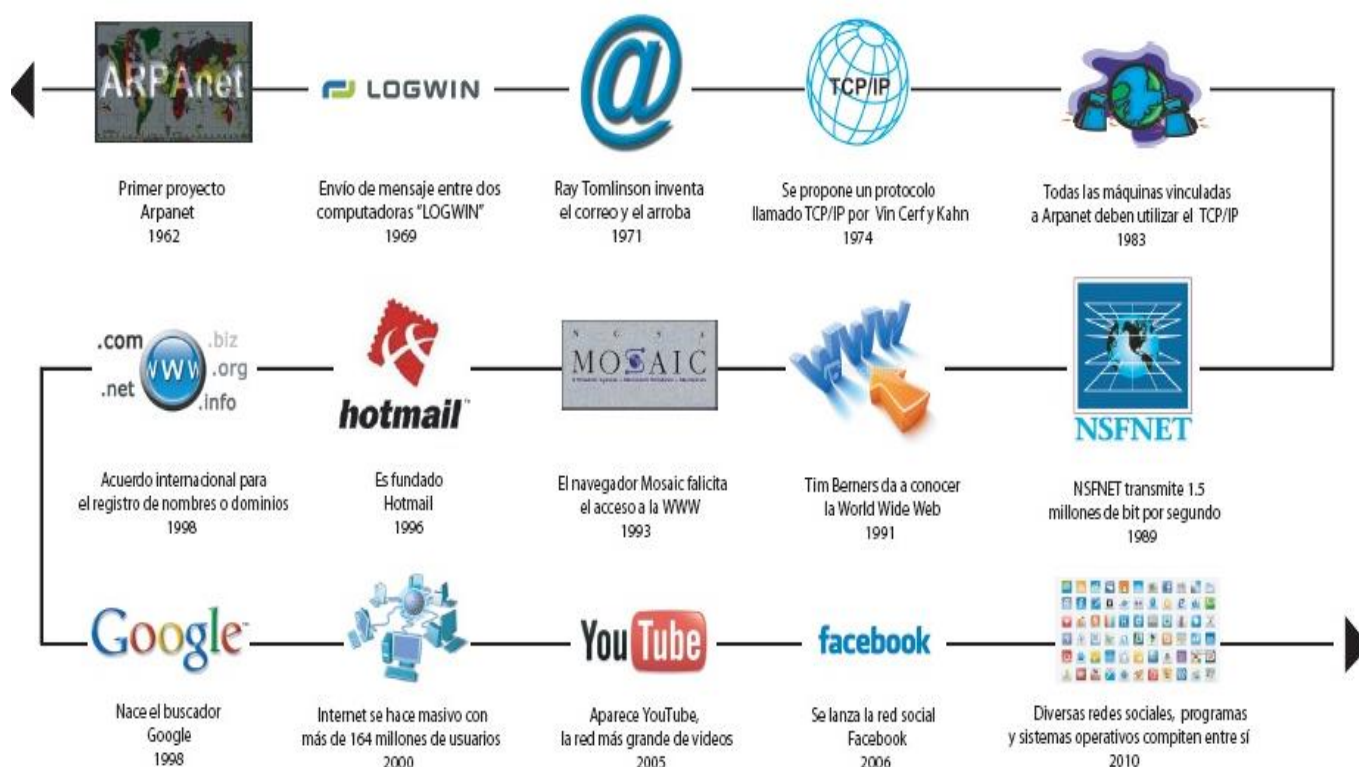 ARPAnet
LOGWIN
@
TCP/IP
Primer proyecto
Arpanet
1962
Envío de mensaje entre dos
computadoras “LOGWIN”
1969
Ray Tomlinson inventa
el correo y el arroba
1971
Se propone un protocolo
llamado TCP/IP por Vin Cerf y Kahn
1974
Todas las máquinas vinculadas
a Arpanet deben utilizar el TCP/IP
1983
NSFNET
WWW
NCSA
MOSAIC
hotmail™
.com
.biz
.org
.net
.info
www
NSFNET transmite 1.5
millones de bit por segundo
1989
Tim Berners da a conocer
la World Wide Web
1991
El navegador Mosaic falicita
el acceso a la WWW
1993
Es fundado
Hotmail
1996
Acuerdo internacional para
el registro de nombres o dominios
1998
Google™
YouTube
facebook
Nace el buscador
Google
1998
Internet se hace masivo con
más de 164 millones de usuarios
2000
Aparece YouTube,
la red más grande de videos
2005
Se lanza la red social
Facebook
2006
Diversas redes sociales, programas
y sistemas operativos compiten entre sí
2010